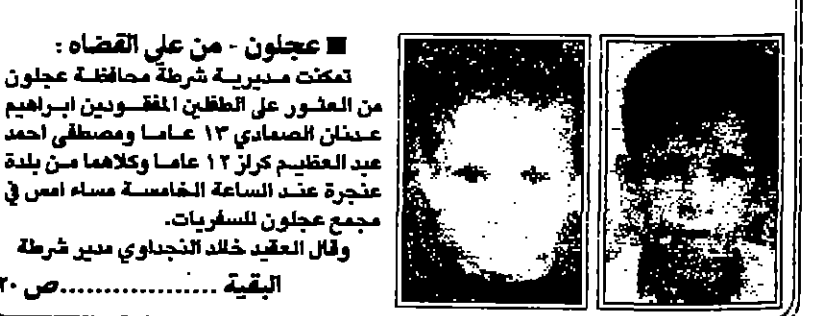 ■ عجلون - من علي القضاه :
تمكنت مديرية شرطة محافظة عجلون
من العثور على الطفلين المفقودين ابراهيم
عدنان الصمادي ١٣ عاما ومصطفى احمد
عبد العظيم كرلز ١٢ عاما وكلاهما من بلدة
عنجرة عند الساعة الخامسة مساء امس في
مجمع عجلون للسفريات.
وقال العقيد خالد النجداوي مدير شرطة
البقية ..................ص ٢٠